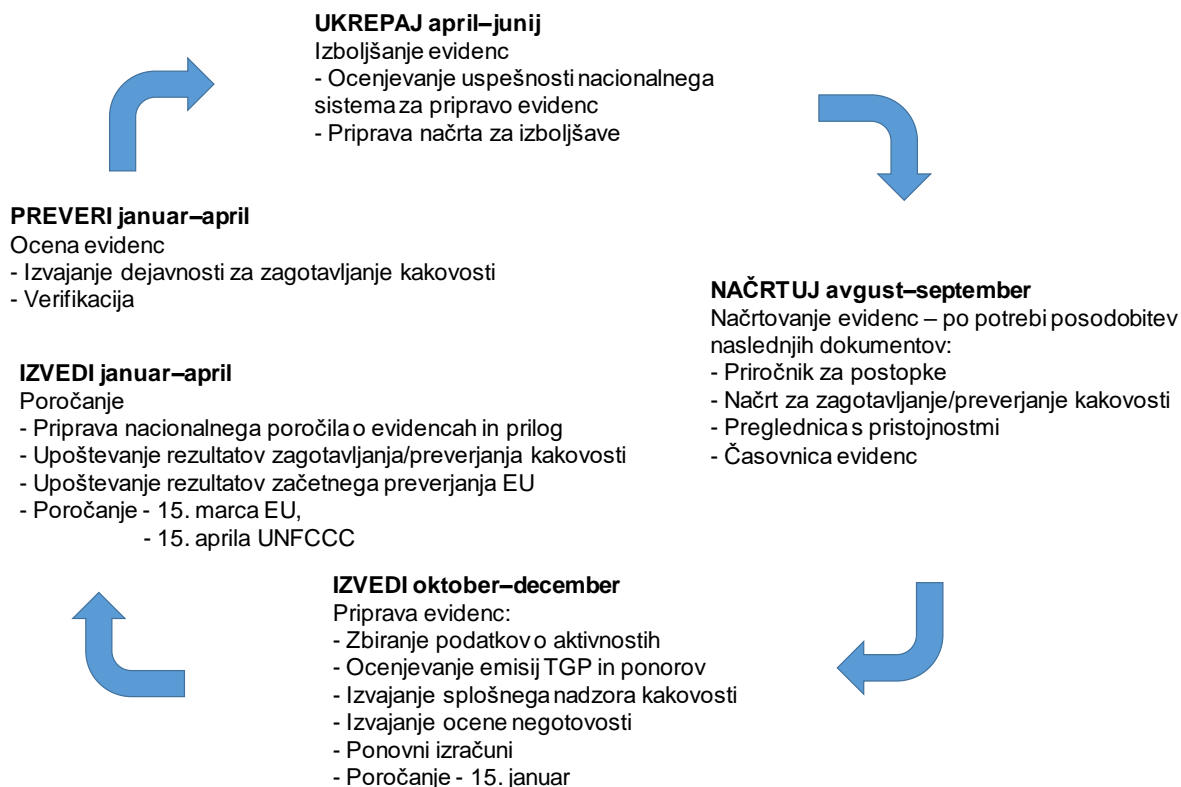 UKREPAJ april–junij
Izboljšanje evidenc
- Ocenjevanje uspešnosti nacionalnega
sistema za pripravo evidenc
- Priprava načrta za izboljšave
PREVERI januar–april
Ocena evidenc
- Izvajanje dejavnosti za zagotavljanje kakovosti
- Verifikacija
NAČRTUJ avgust–september
Načrtovanje evidenc – po potrebi posodobitev
naslednjih dokumentov:
- Priročnik za postopke
- Načrt za zagotavljanje/preverjanje kakovosti
- Preglednica s pristojnostmi
- Časovnica evidenc
IZVEDI januar–april
Poročanje
- Priprava nacionalnega poročila o evidencah in prilog
- Upoštevanje rezultatov zagotavljanja/preverjanja kakovosti
- Upoštevanje rezultatov začetnega preverjanja EU
- Poročanje - 15. marca EU,
- 15. aprila UNFCCC
IZVEDI oktober–december
Priprava evidenc:
- Zbiranje podatkov o aktivnostih
- Ocenjevanje emisij TGP in ponorov
- Izvajanje splošnega nadzora kakovosti
- Izvajanje ocene negotovosti
- Ponovni izračuni
- Poročanje - 15. januar